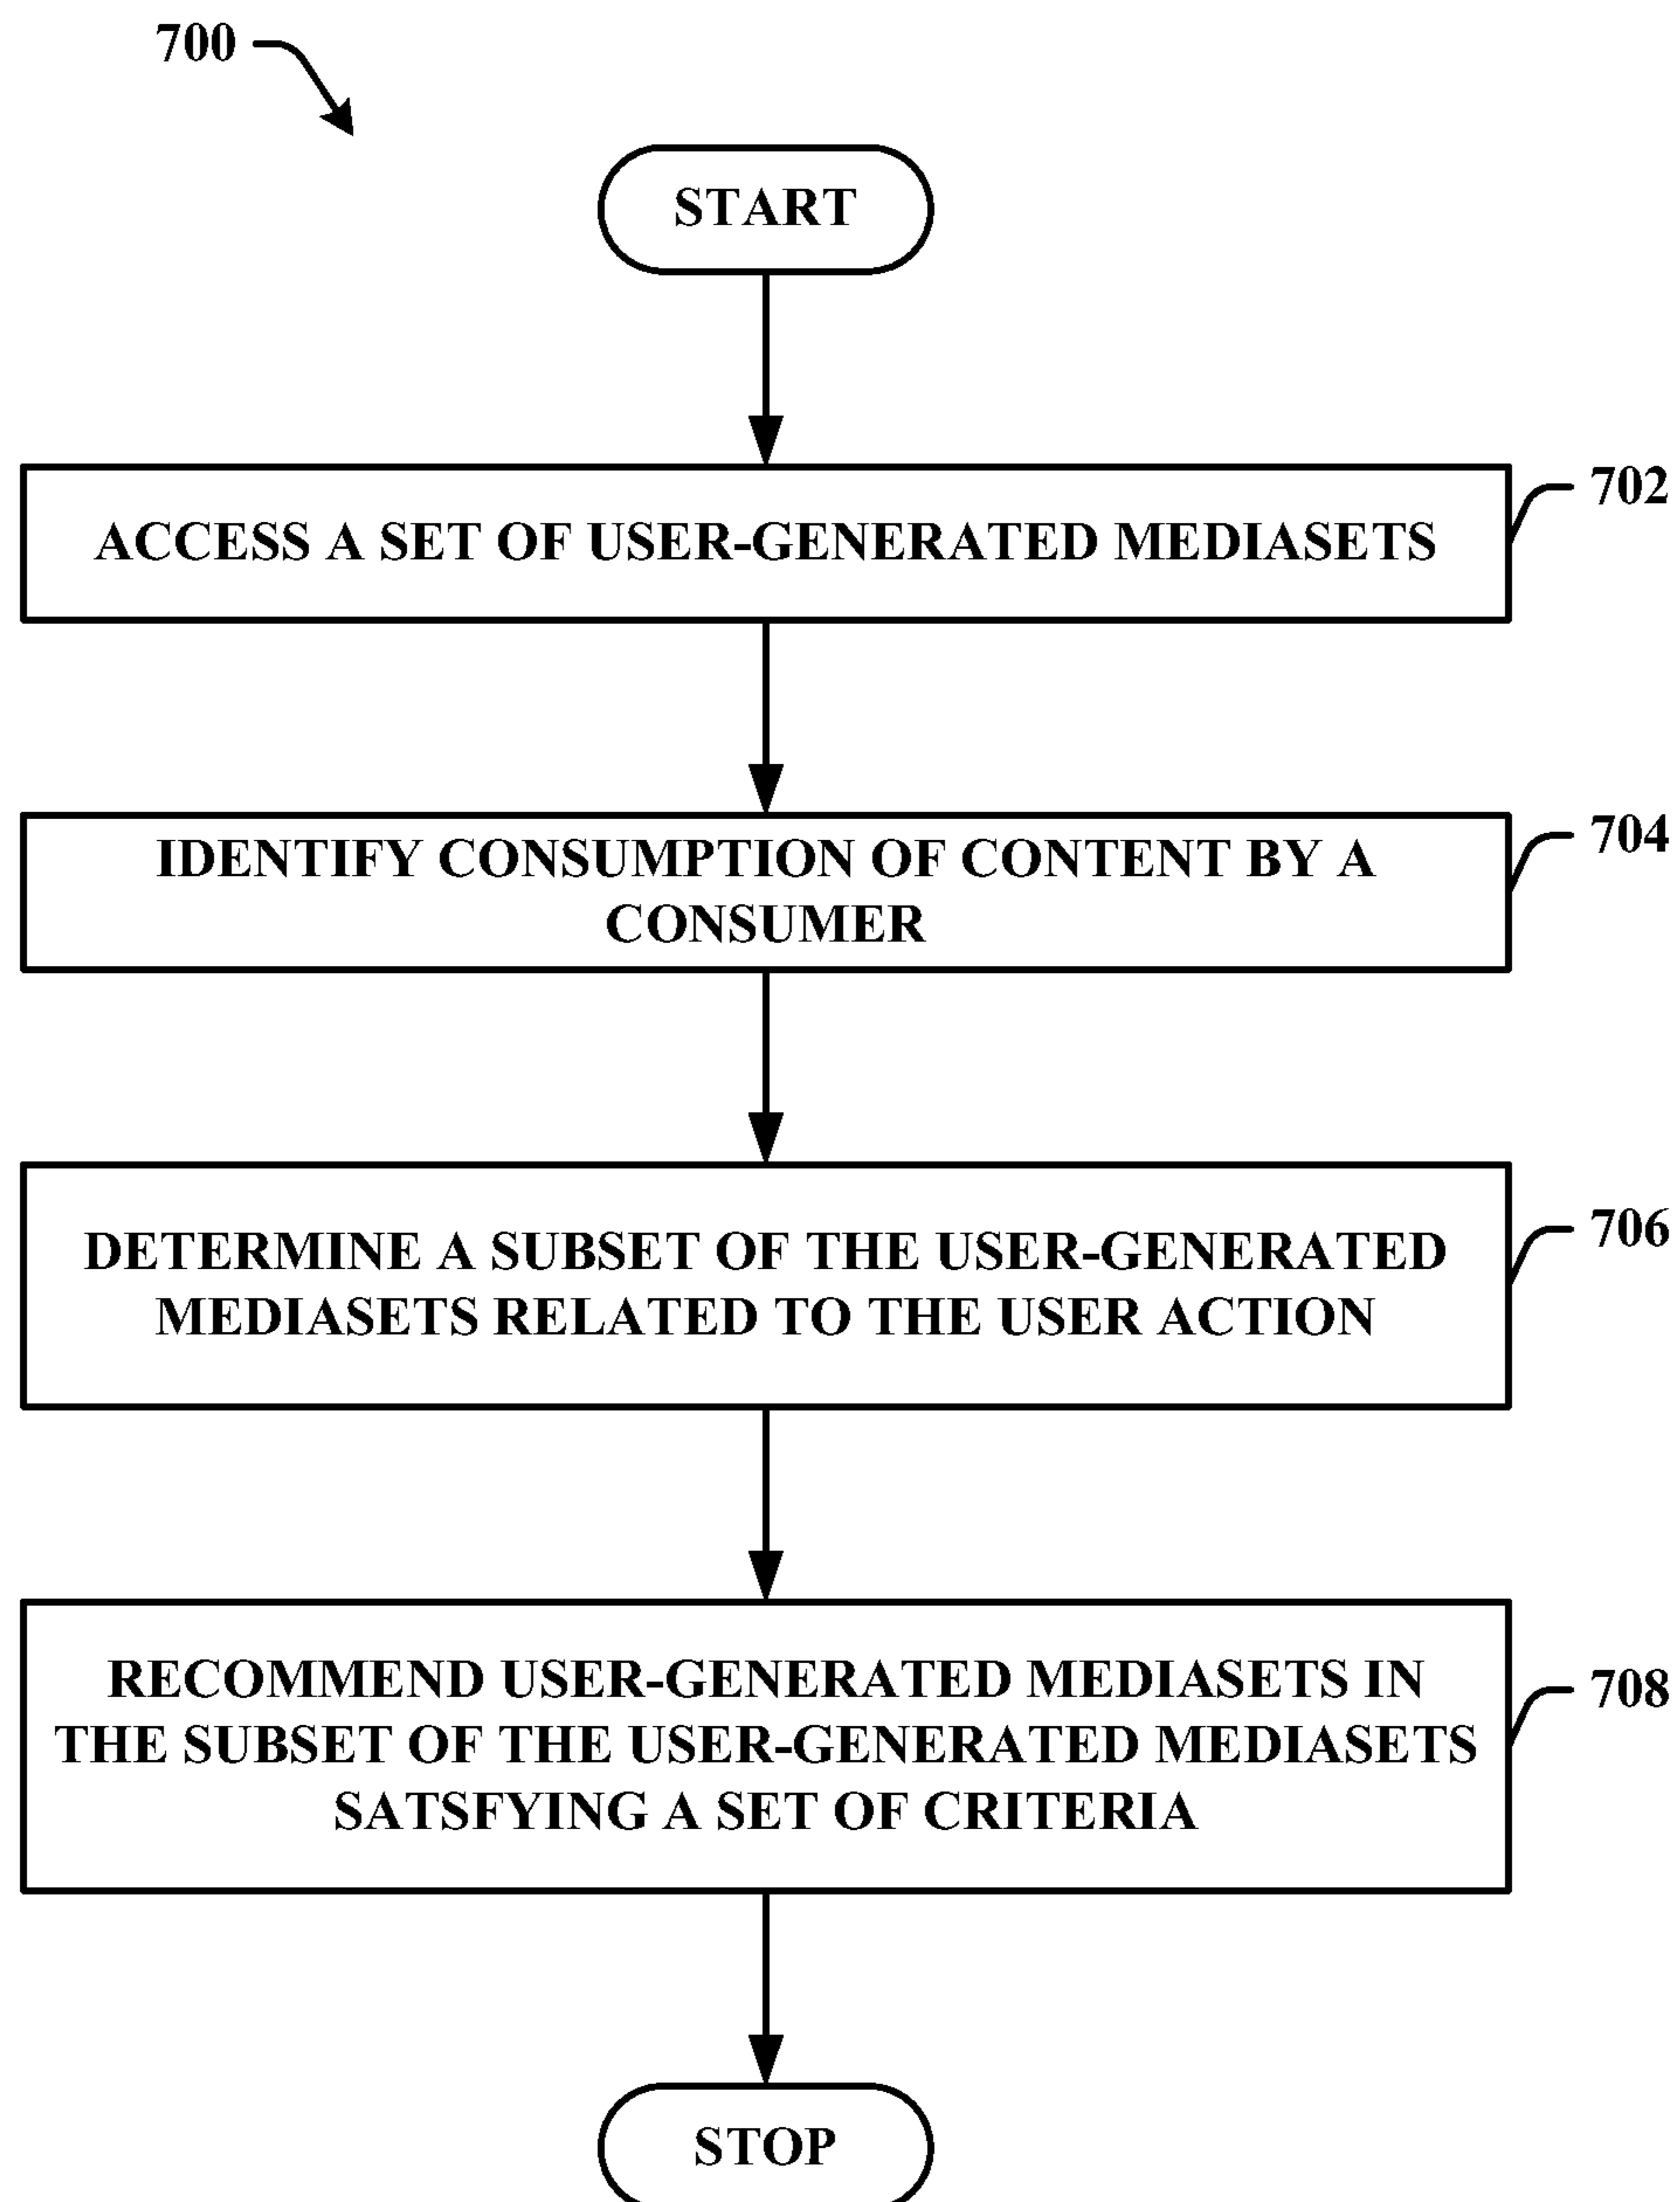 700
START
ACCESS A SET OF USER-GENERATED MEDIASETS
702
IDENTIFY CONSUMPTION OF CONTENT BY A
CONSUMER
704
DETERMINE A SUBSET OF THE USER-GENERATED
MEDIASETS RELATED TO THE USER ACTION
706
RECOMMEND USER-GENERATED MEDIASETS IN
THE SUBSET OF THE USER-GENERATED MEDIASETS
SATSFYING A SET OF CRITERIA
708
STOP